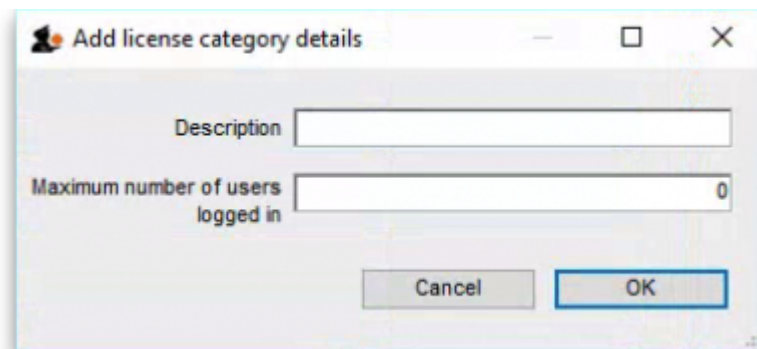 Add license category details
Description
Maximum number of users
logged in
0
Cancel OK